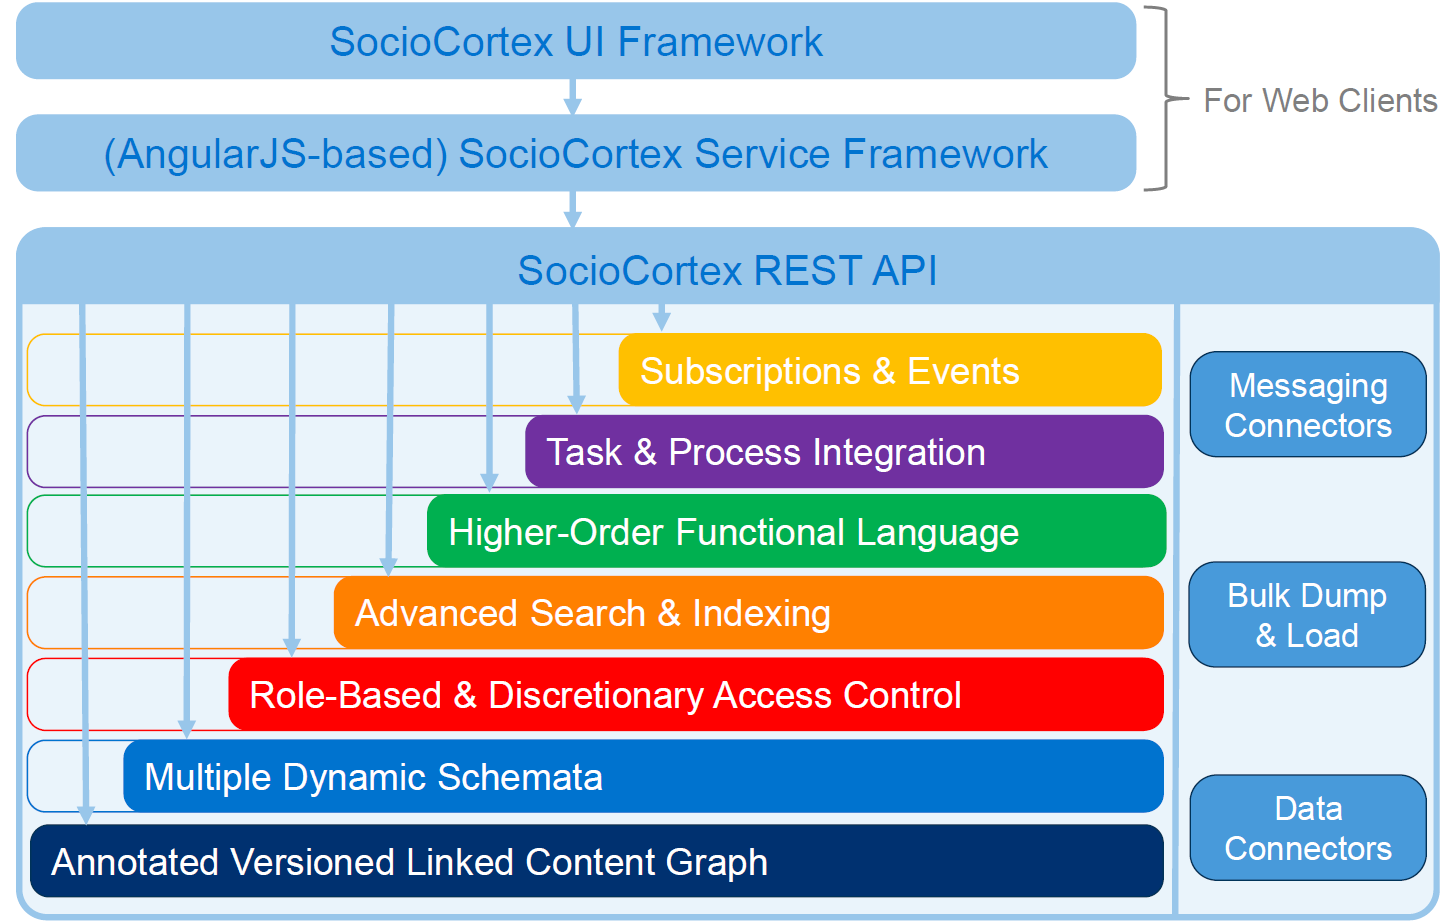 SocioCortex UI Framework
For Web Clients
(AngularJS-based) SocioCortex Service Framework
SocioCortex REST API
Subscriptions & Events
Task & Process Integration
Higher-Order Functional Language
Advanced Search & Indexing
Role-Based & Discretionary Access Control
Multiple Dynamic Schemata
Annotated Versioned Linked Content Graph
Messaging
Connectors
Bulk Dump
& Load
Data
Connectors